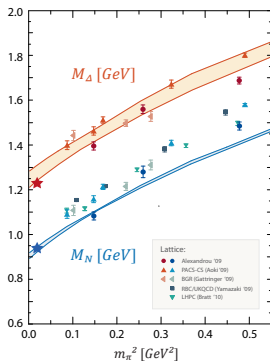 2.0
1.8
M_Δ [GeV]
1.6
1.4
1.2
1.0
M_N [GeV]
0.8
0.6
Lattice:
Alexandrou '09
PACS-CS (Aoki '09)
BGR (Gattringer '09)
RBC/UKQCD (Yamazaki '09)
LHPC (Bratt '10)
0.0 0.1 0.2 0.3 0.4 0.5
m_π^2 [GeV^2]